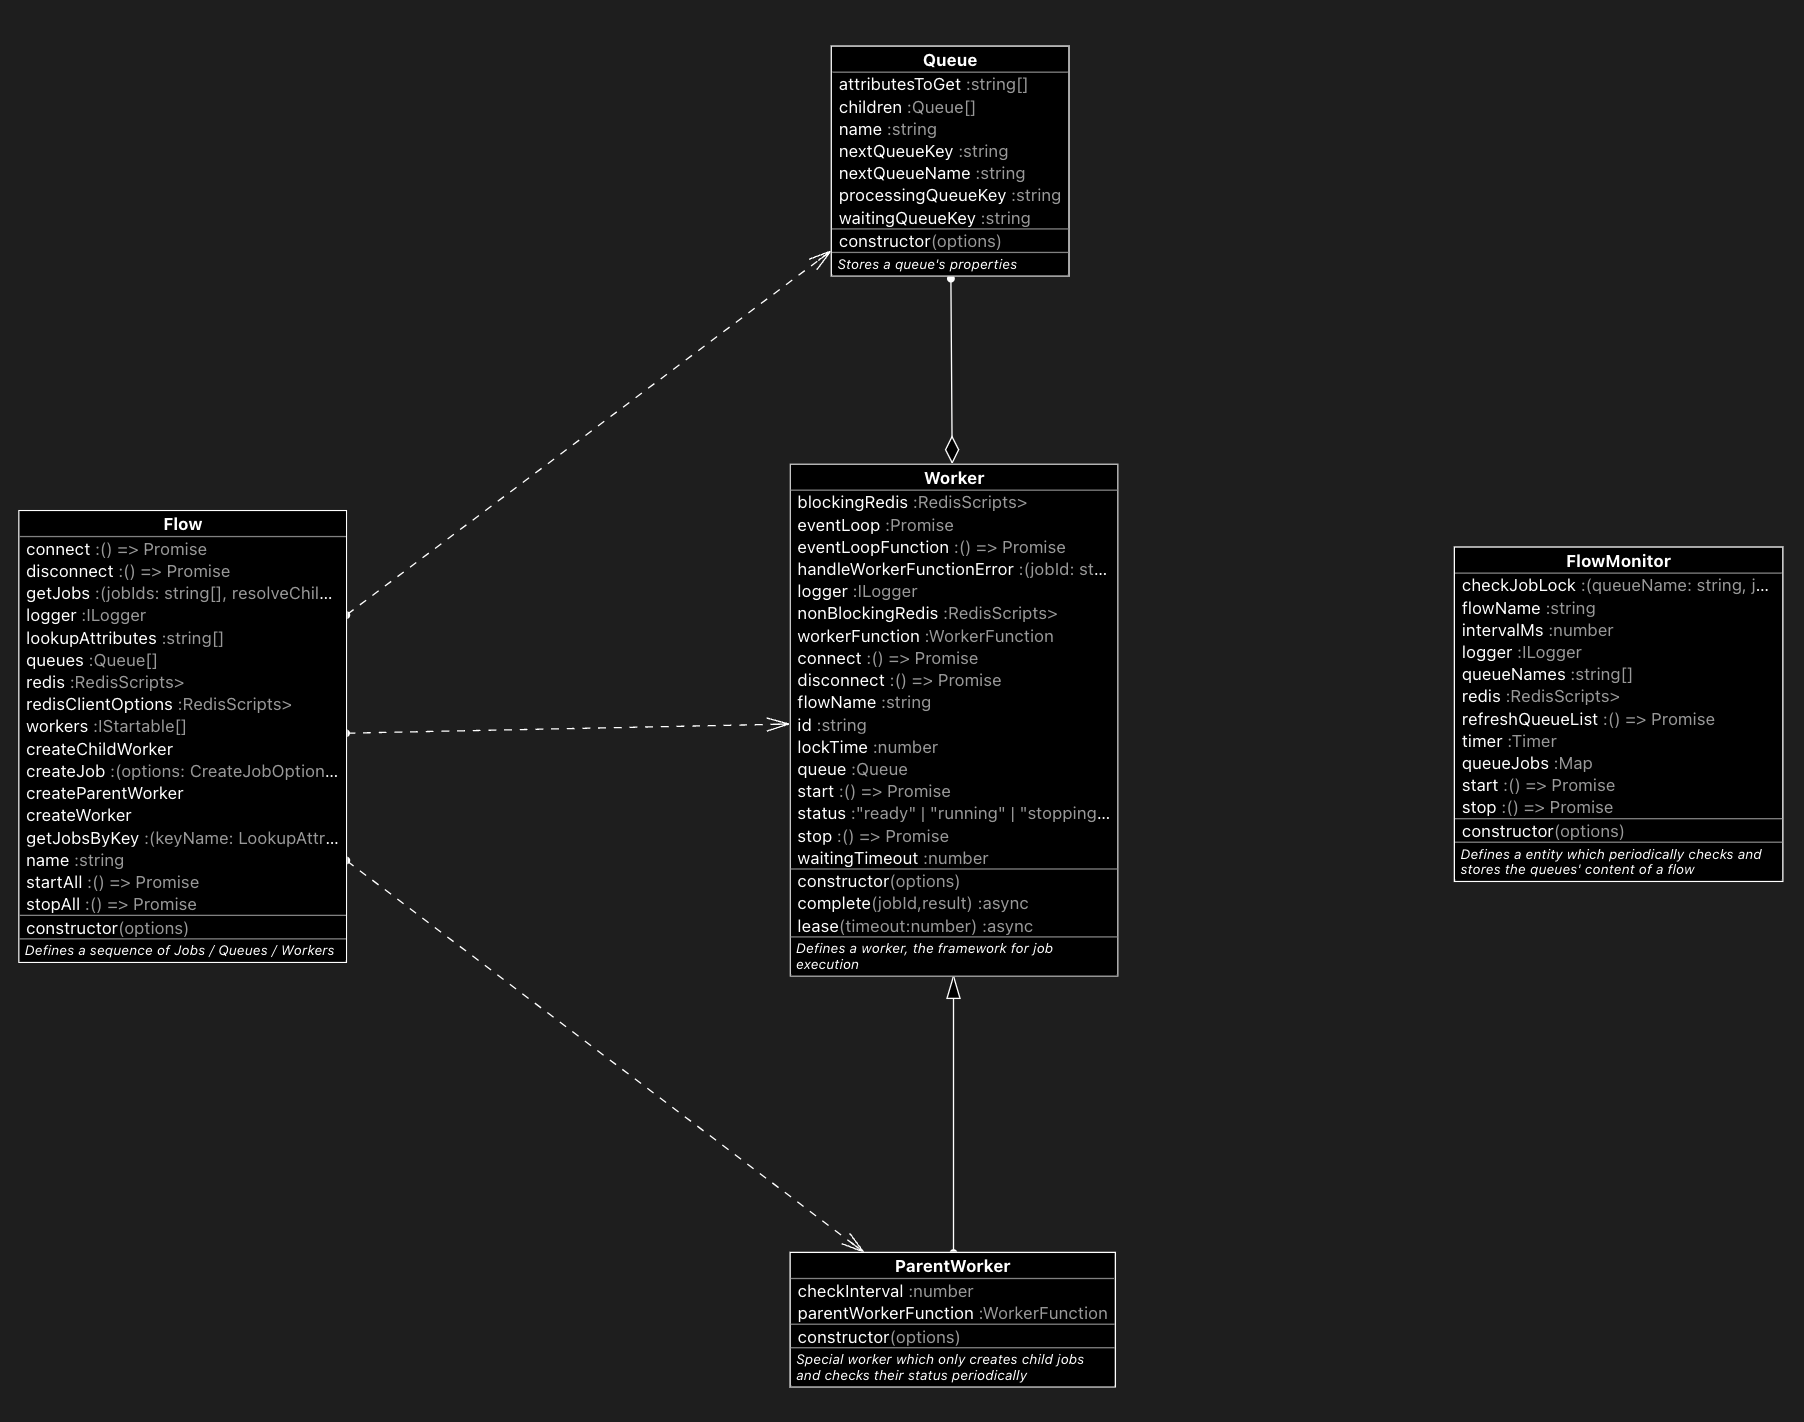 Queue
attributesToGet :string[]
children :Queue[]
name :string
nextQueueKey :string
nextQueueName :string
processingQueueKey :string
waitingQueueKey :string
constructor(options)
Stores a queue's properties
Flow
connect :() => Promise
disconnect :() => Promise
getJobs :(jobIds: string[], resolveChil...
logger :ILogger
lookupAttributes :string[]
queues :Queue[]
redis :RedisScripts>
redisClientOptions :RedisScripts>
workers :IStartable[]
createChildWorker
createJob :(options: CreateJobOption...
createParentWorker
createWorker
getJobsByKey :(keyName: LookupAttr...
name :string
startAll :() => Promise
stopAll :() => Promise
constructor(options)
Defines a sequence of Jobs / Queues / Workers
Worker
blockingRedis :RedisScripts>
eventLoop :Promise
eventLoopFunction :() => Promise
handleWorkerFunctionError :(jobId: st...
logger :ILogger
nonBlockingRedis :RedisScripts>
workerFunction :WorkerFunction
connect :() => Promise
disconnect :() => Promise
flowName :string
id :string
lockTime :number
queue :Queue
start :() => Promise
status :"ready" | "running" | "stopping...
stop :() => Promise
waitingTimeout :number
constructor(options)
complete(jobId,result) :async
lease(timeout:number) :async
Defines a worker, the framework for job
execution
FlowMonitor
checkJobLock :(queueName: string, j...
flowName :string
intervalMs :number
logger :ILogger
queueNames :string[]
redis :RedisScripts>
refreshQueueList :() => Promise
timer :Timer
queueJobs :Map
start :() => Promise
stop :() => Promise
constructor(options)
Defines a entity which periodically checks and
stores the queues' content of a flow
ParentWorker
checkInterval :number
parentWorkerFunction :WorkerFunction
constructor(options)
Special worker which only creates child jobs
and checks their status periodically